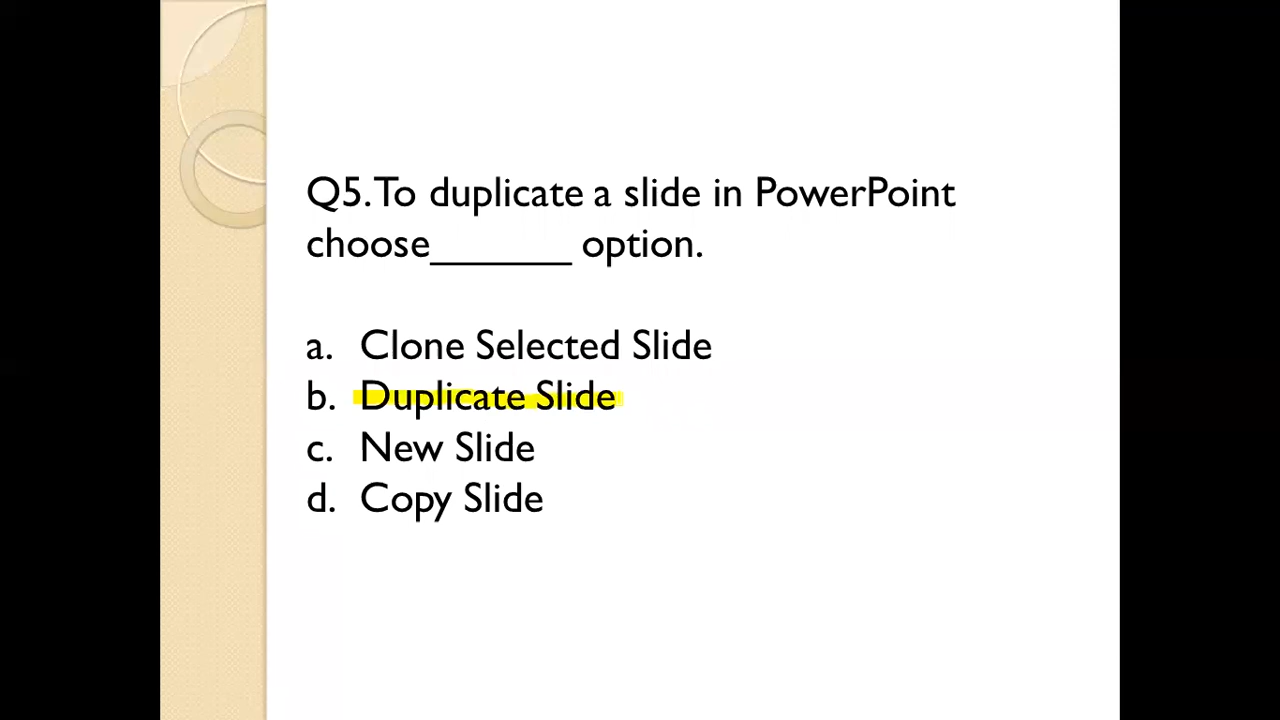 Q5. To duplicate a slide in PowerPoint
choose_______ option.
a. Clone Selected Slide
b. Duplicate Slide
c. New Slide
d. Copy Slide